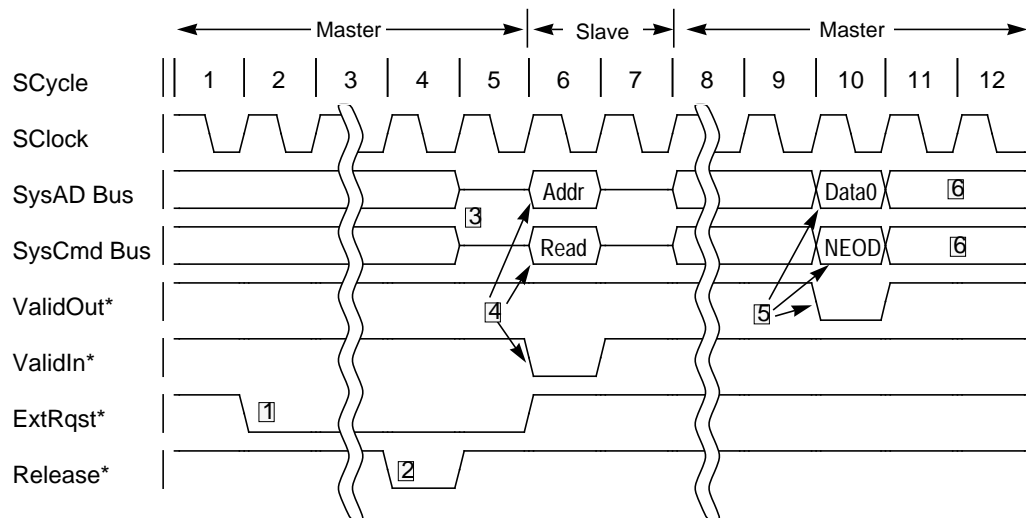 Master Slave Master
SCycle 1 2 3 4 5 6 7 8 9 10 11 12
SClock
SysAD Bus Addr Data0 6
3
SysCmd Bus Read NEOD 6
ValidOut* 4 5
ValidIn*
ExtRqst* 1
Release* 2